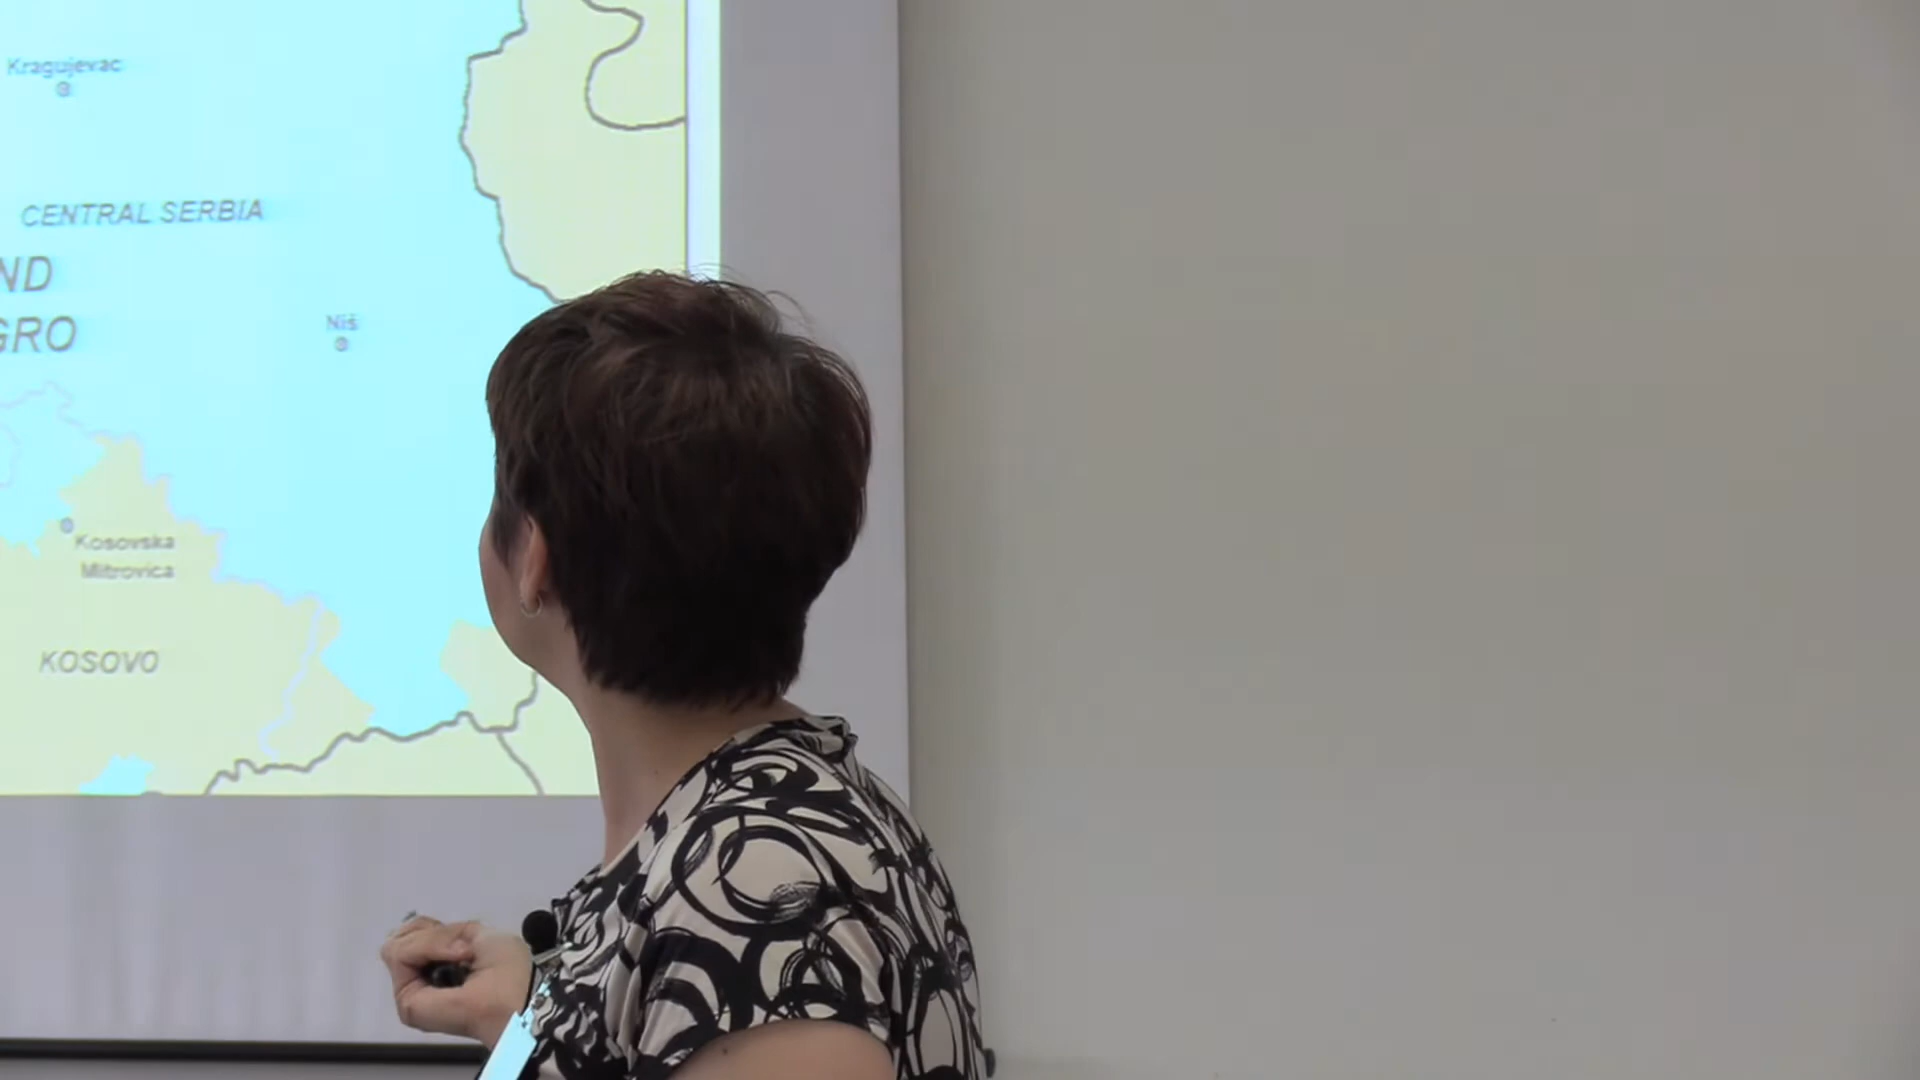 Kragujevac
CENTRAL SERBIA
ND
GRO
Niš
Kosovska
Mitrovica
KOSOVO